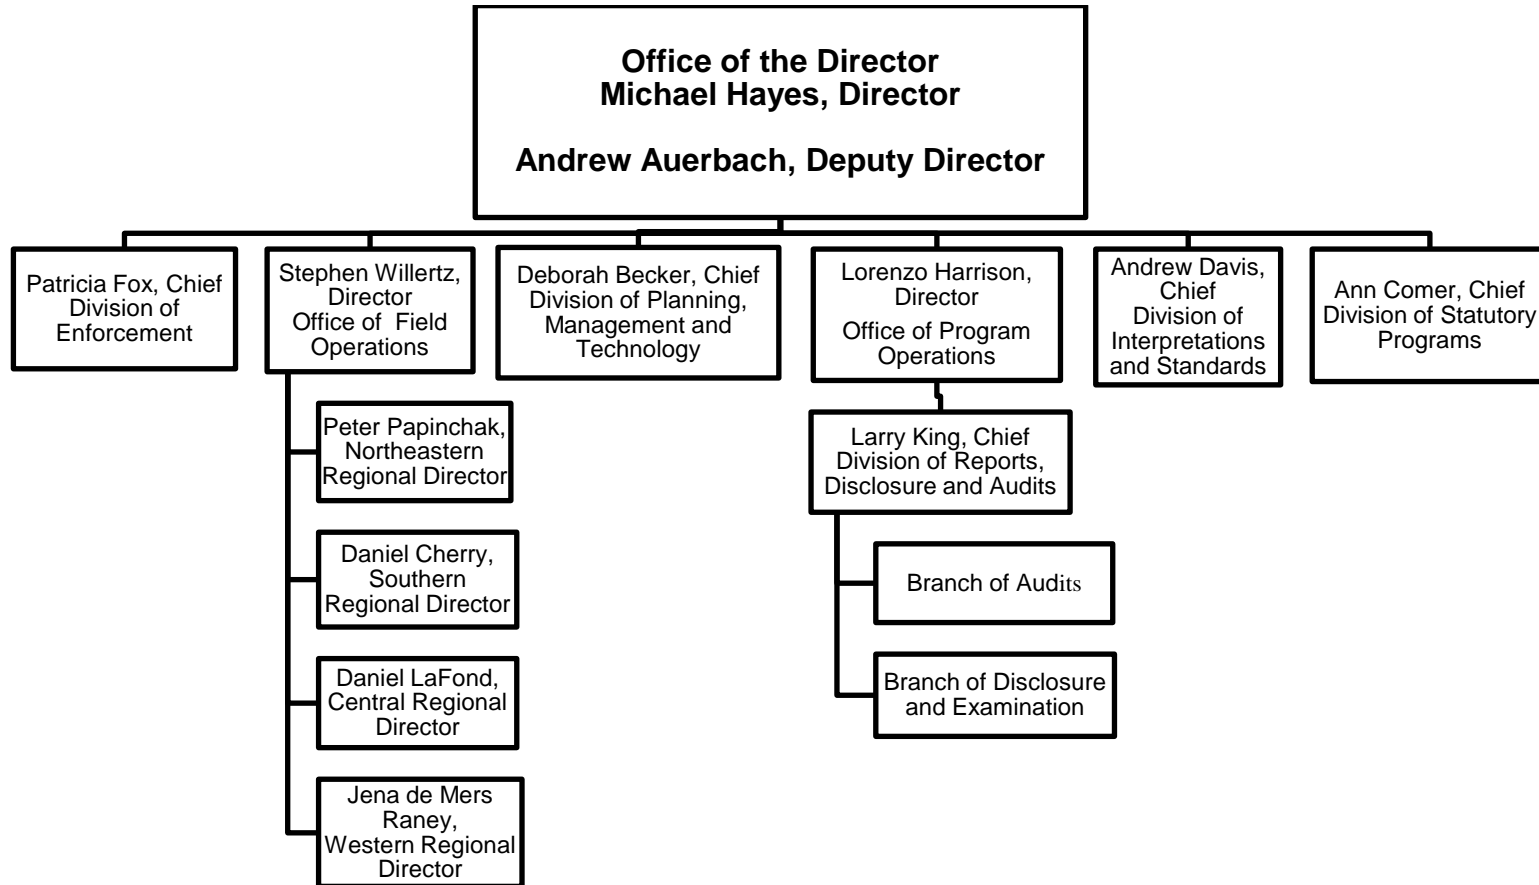 Office of the Director
Michael Hayes, Director
Andrew Auerbach, Deputy Director
Patricia Fox, Chief
Division of
Enforcement
Stephen Willertz,
Director
Office of Field
Operations
Deborah Becker, Chief
Division of Planning,
Management and
Technology
Lorenzo Harrison,
Director
Office of Program
Operations
Andrew Davis,
Chief
Division of
Interpretations
and Standards
Ann Comer, Chief
Division of Statutory
Programs
Peter Papinchak,
Northeastern
Regional Director
Daniel Cherry,
Southern
Regional Director
Daniel LaFond,
Central Regional
Director
Jena de Mers
Raney,
Western Regional
Director
Larry King, Chief
Division of Reports,
Disclosure and Audits
Branch of Audits
Branch of Disclosure
and Examination